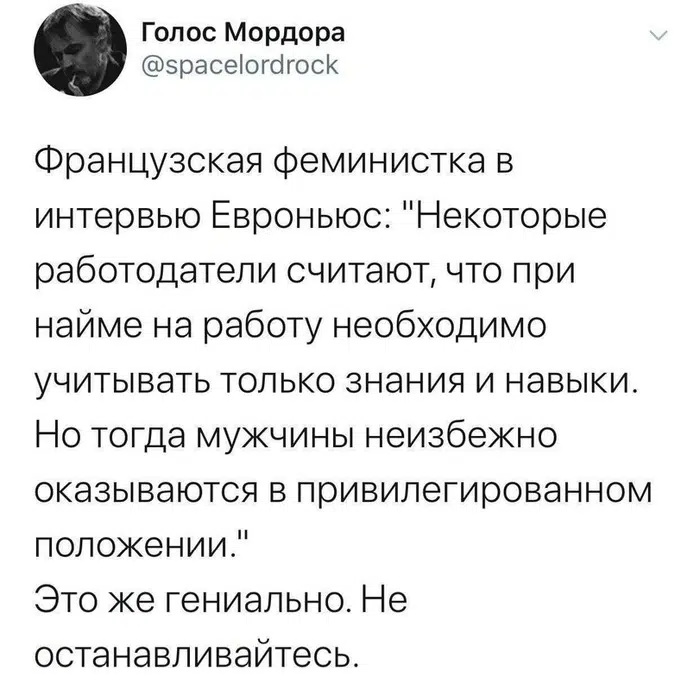 Голос Мордора
@spacelordrock
Французская феминистка в
интервью Евроньюс: "Некоторые
работодатели считают, что при
найме на работу необходимо
учитывать только знания и навыки.
Но тогда мужчины неизбежно
оказываются в привилегированном
положении."
Это же гениально. Не
останавливайтесь.